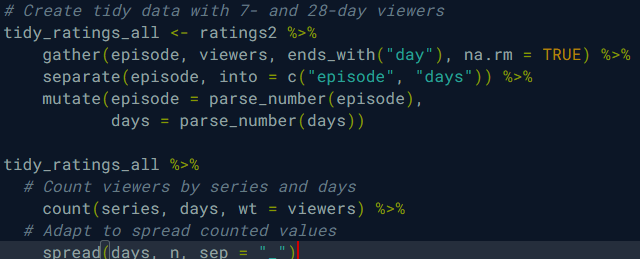 # Create tidy data with 7- and 28-day viewers
tidy_ratings_all <- ratings2 %>%
    gather(episode, viewers, ends_with("day"), na.rm = TRUE) %>%
    separate(episode, into = c("episode", "days")) %>%
    mutate(episode = parse_number(episode),
           days = parse_number(days))

tidy_ratings_all %>%
  # Count viewers by series and days
    count(series, days, wt = viewers) %>%
  # Adapt to spread counted values
    spread(days, n, sep = "_")